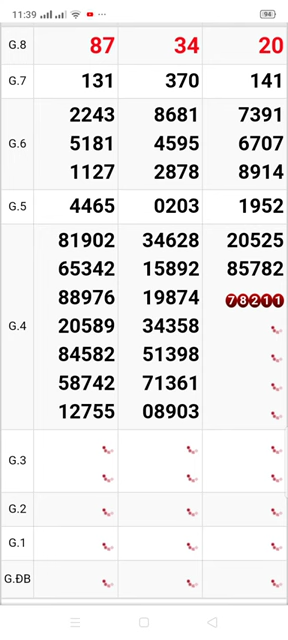 11:39 94
G.8 87 34 20
G.7 131 370 141
2243 8681 7391
G.6 5181 4595 6707
1127 2878 8914
G.5 4465 0203 1952
81902 34628 20525
65342 15892 85782
88976 19874 78211
G.4 20589 34358
84582 51398
58742 71361
12755 08903
G.3
G.2
G.1
G.ĐB